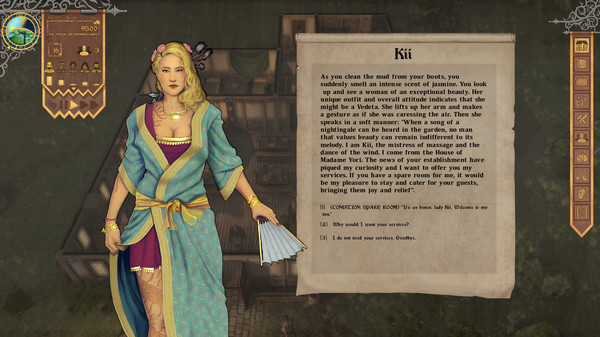 9500
16
3
Kii
As you clean the mud from your boots, you
suddenly smell an intense scent of jasmine. You look
up and see a woman of an exceptional beauty. Her
unique outfit and overall attitude indicates that she
might be a Vedeta. She lifts up her arm and makes
a gesture as if she was caressing the air. Then she
speaks in a soft manner: "When a song of a
nightingale can be heard in the garden, no man
that values beauty can remain indifferent to its
melody. I am Kii, the mistress of massage and the
dance of the wind. I come from the House of
Madame Yori. The news of your establishment have
piqued my curiosity and I want to offer you my
services. If you have a spare room for me, it would
be my pleasure to stay and cater for your guests,
bringing them joy and relief".
[1] (CONDITION: SPARE ROOM) "It's an honor, lady Kii. Welcome to my
inn."
[2] Why would I want your services?
[3] I do not need your services. Goodbye.